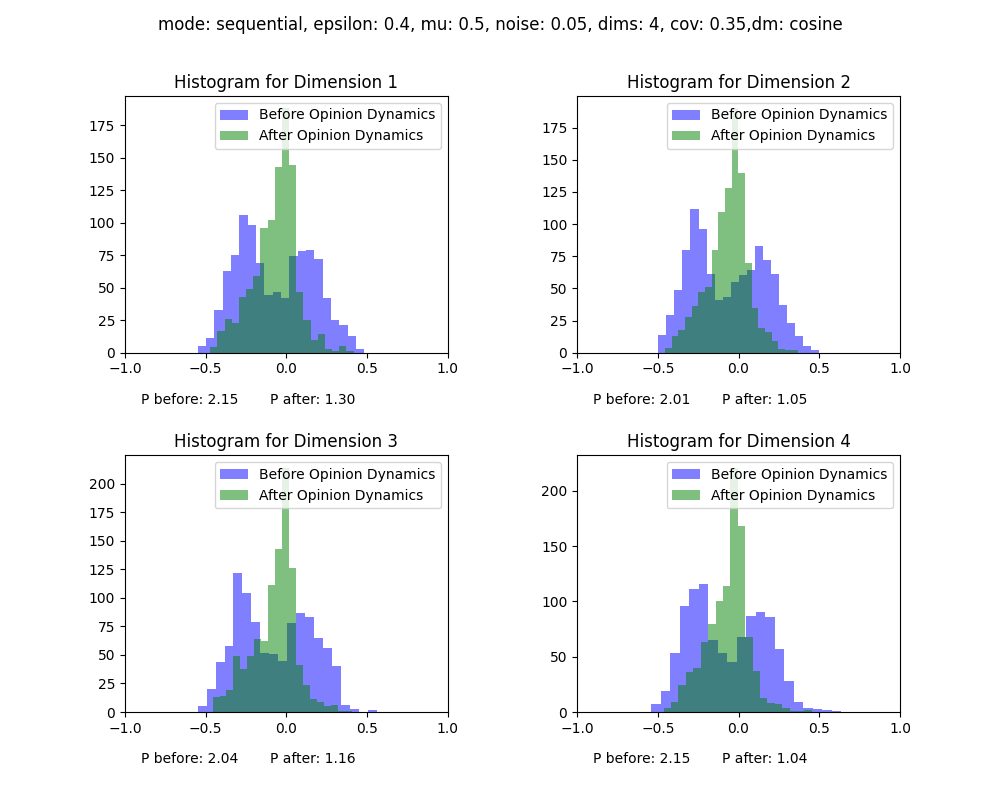 mode: sequential, epsilon: 0.4, mu: 0.5, noise: 0.05, dims: 4, cov: 0.35,dm: cosine
Histogram for Dimension 1
Before Opinion Dynamics
After Opinion Dynamics
175
150
125
100
75
50
25
0
−1.0 −0.5 0.0 0.5 1.0
P before: 2.15 P after: 1.30
Histogram for Dimension 2
Before Opinion Dynamics
After Opinion Dynamics
175
150
125
100
75
50
25
0
−1.0 −0.5 0.0 0.5 1.0
P before: 2.01 P after: 1.05
Histogram for Dimension 3
Before Opinion Dynamics
After Opinion Dynamics
200
175
150
125
100
75
50
25
0
−1.0 −0.5 0.0 0.5 1.0
P before: 2.04 P after: 1.16
Histogram for Dimension 4
Before Opinion Dynamics
After Opinion Dynamics
200
150
100
50
0
−1.0 −0.5 0.0 0.5 1.0
P before: 2.15 P after: 1.04